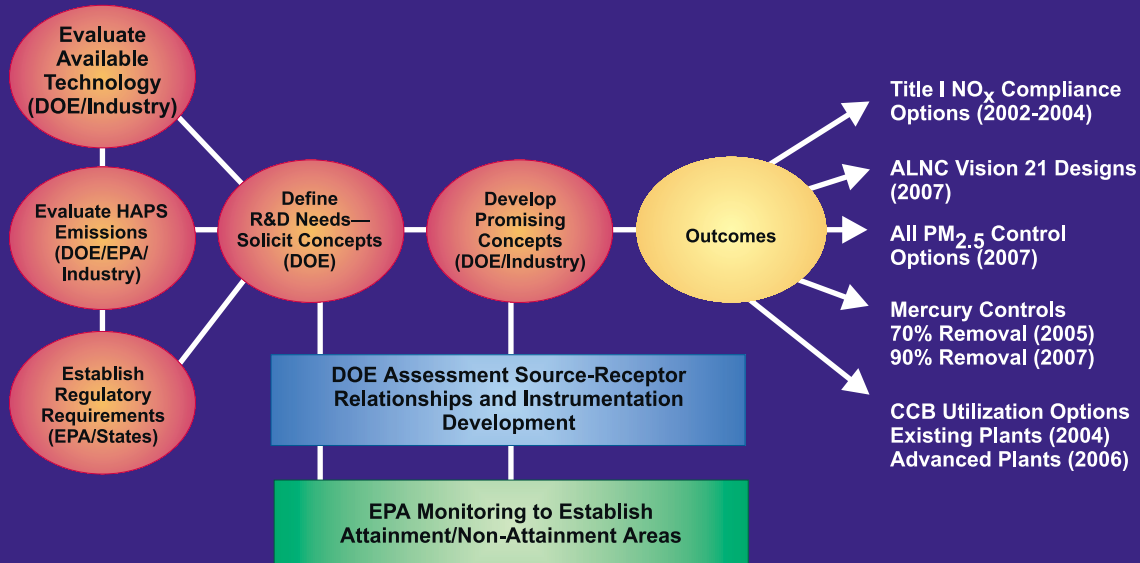 Evaluate
Available
Technology
(DOE/Industry)
Evaluate HAPS
Emissions
(DOE/EPA/
Industry)
Establish
Regulatory
Requirements
(EPA/States)
Define
R&D Needs—
Solicit Concepts
(DOE)
Develop
Promising
Concepts
(DOE/Industry)
Outcomes
DOE Assessment Source-Receptor
Relationships and Instrumentation
Development
EPA Monitoring to Establish
Attainment/Non-Attainment Areas
Title I NOx Compliance
Options (2002-2004)
ALNC Vision 21 Designs
(2007)
All PM2.5 Control
Options (2007)
Mercury Controls
70% Removal (2005)
90% Removal (2007)
CCB Utilization Options
Existing Plants (2004)
Advanced Plants (2006)